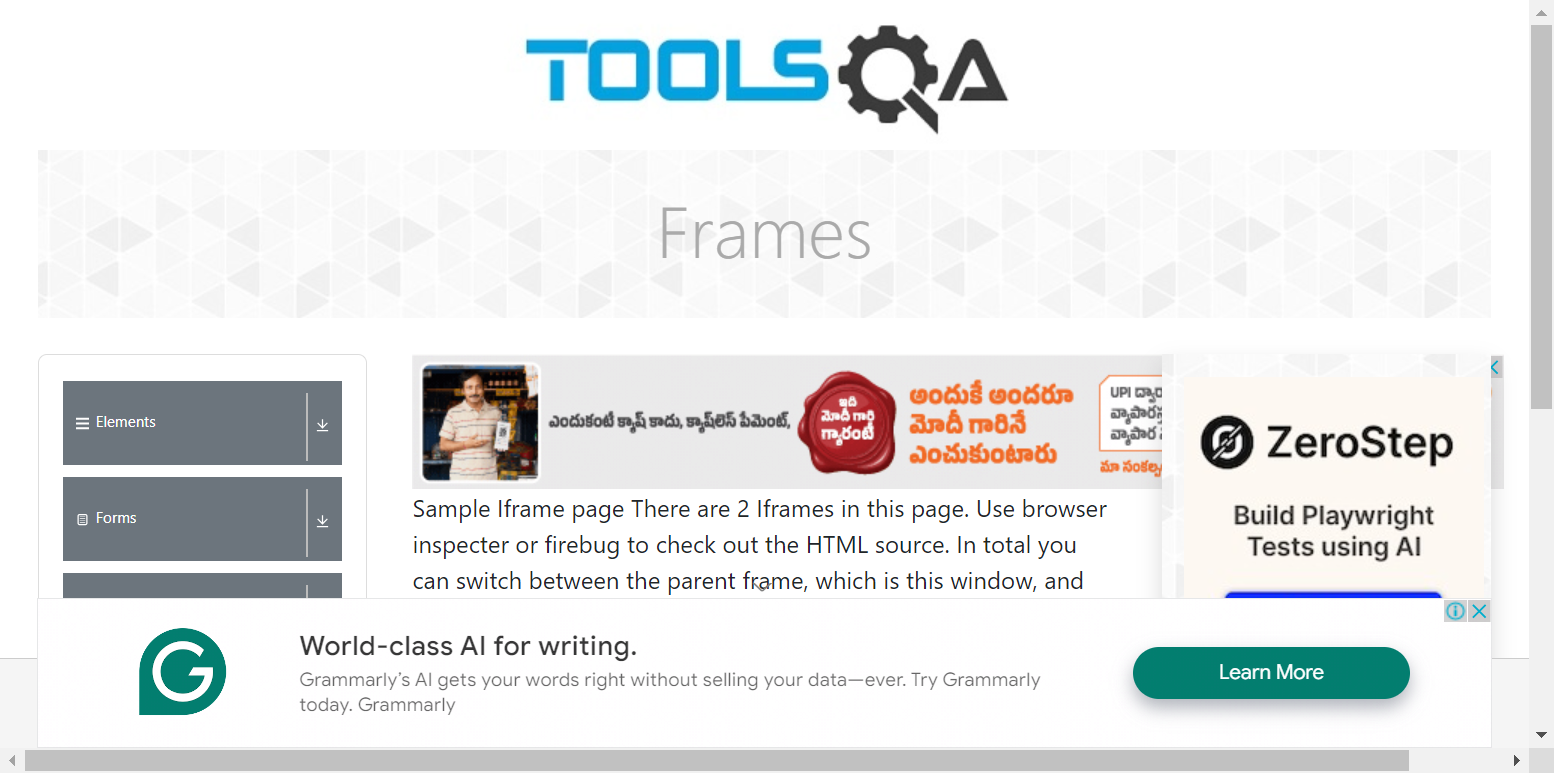 TOOLSQA
Frames
Elements
Forms
ఎందుకంటే క్యాష్ కాదు, క్యాష్‌లెస్ పేమెంట్,
ఇది
మోదీ గారి
గ్యారంటీ
అందుకే అందరూ
మోదీ గారినే
ఎంచుకుంటారు
UPI ద్వార
వ్యాపారస్థ
వ్యాపార
మా సంకల్ప
ZeroStep
Build Playwright
Tests using AI
Sample Iframe page There are 2 Iframes in this page. Use browser
inspecter or firebug to check out the HTML source. In total you
can switch between the parent frame, which is this window, and
World-class AI for writing.
Grammarly's AI gets your words right without selling your data—ever. Try Grammarly
today. Grammarly
Learn More